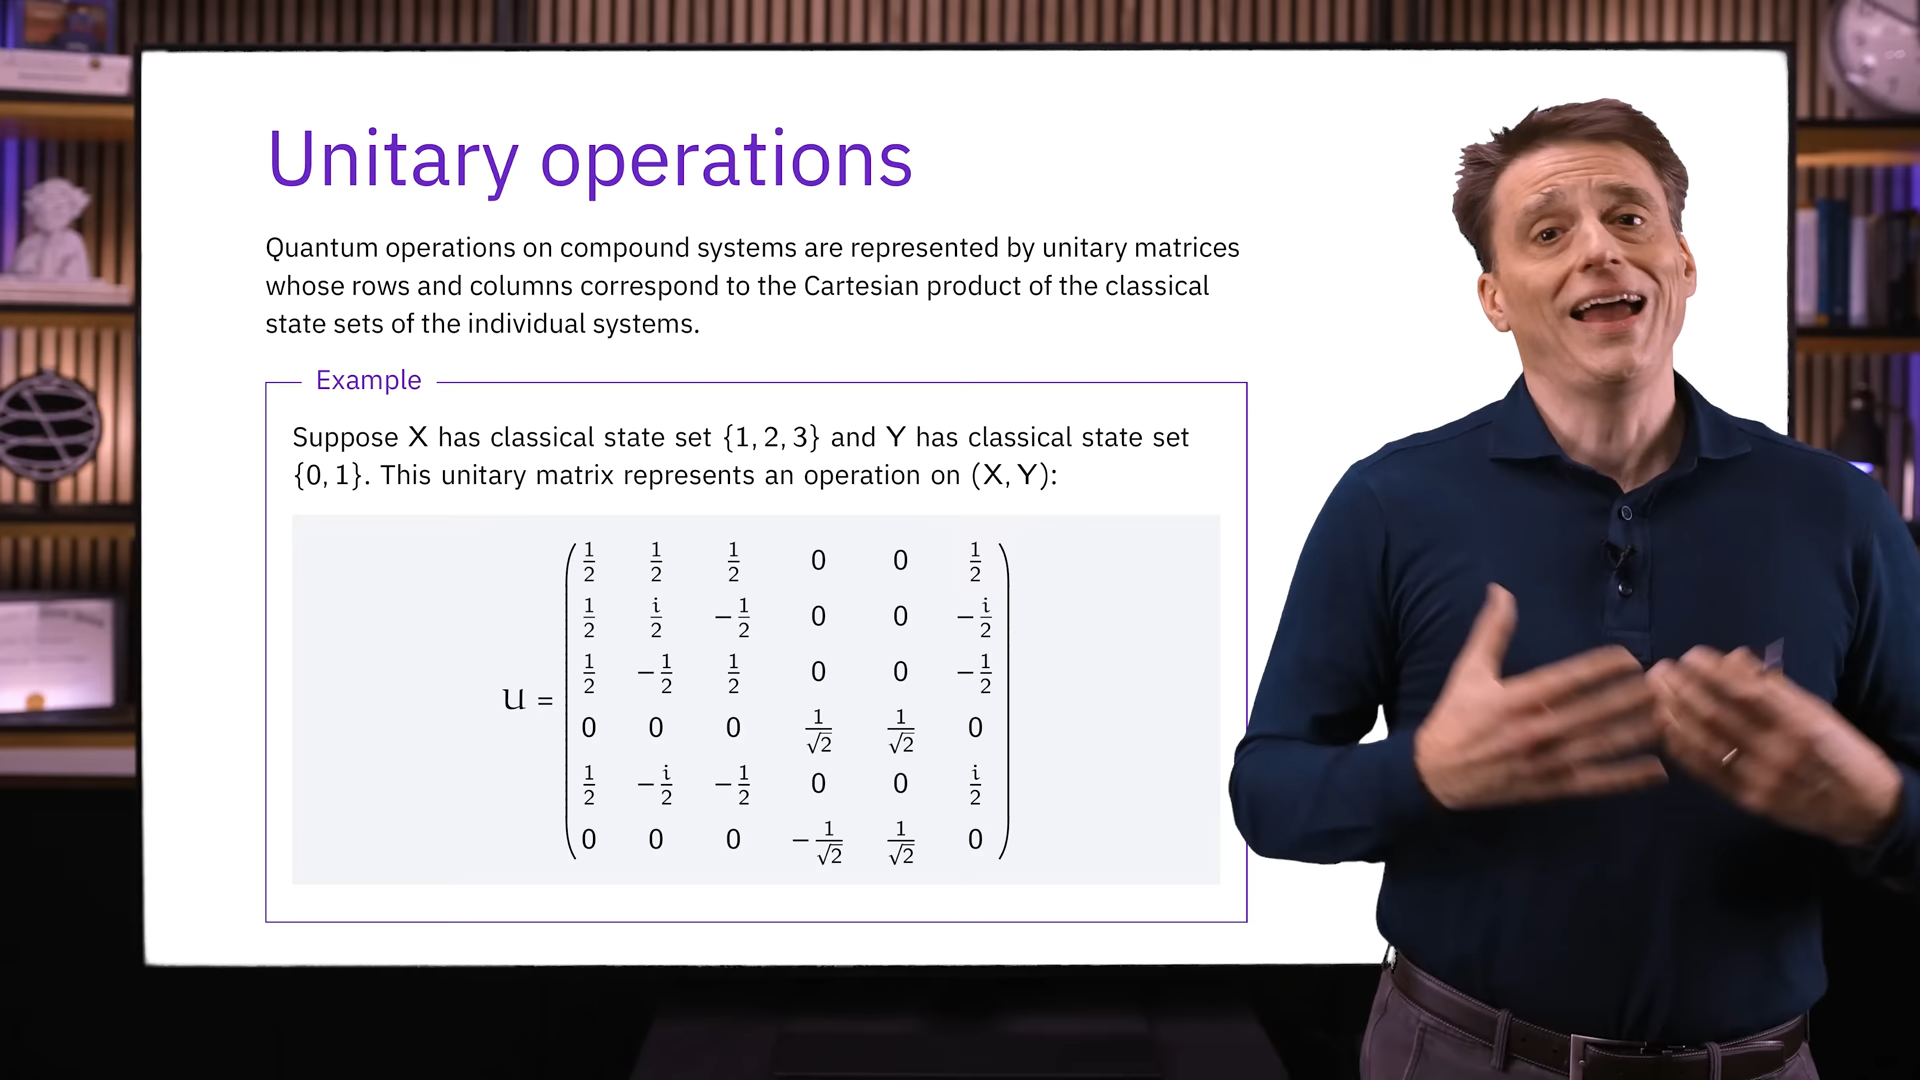 Unitary operations
Quantum operations on compound systems are represented by unitary matrices
whose rows and columns correspond to the Cartesian product of the classical
state sets of the individual systems.
Example
Suppose X has classical state set {1, 2, 3} and Y has classical state set
{0, 1}. This unitary matrix represents an operation on (X, Y):
U =
1/2 1/2 1/2 0 0 1/2
1/2 i/2 −1/2 0 0 −i/2
1/2 −1/2 1/2 0 0 −1/2
0 0 0 1/√2 1/√2 0
1/2 −i/2 −1/2 0 0 i/2
0 0 0 −1/√2 1/√2 0